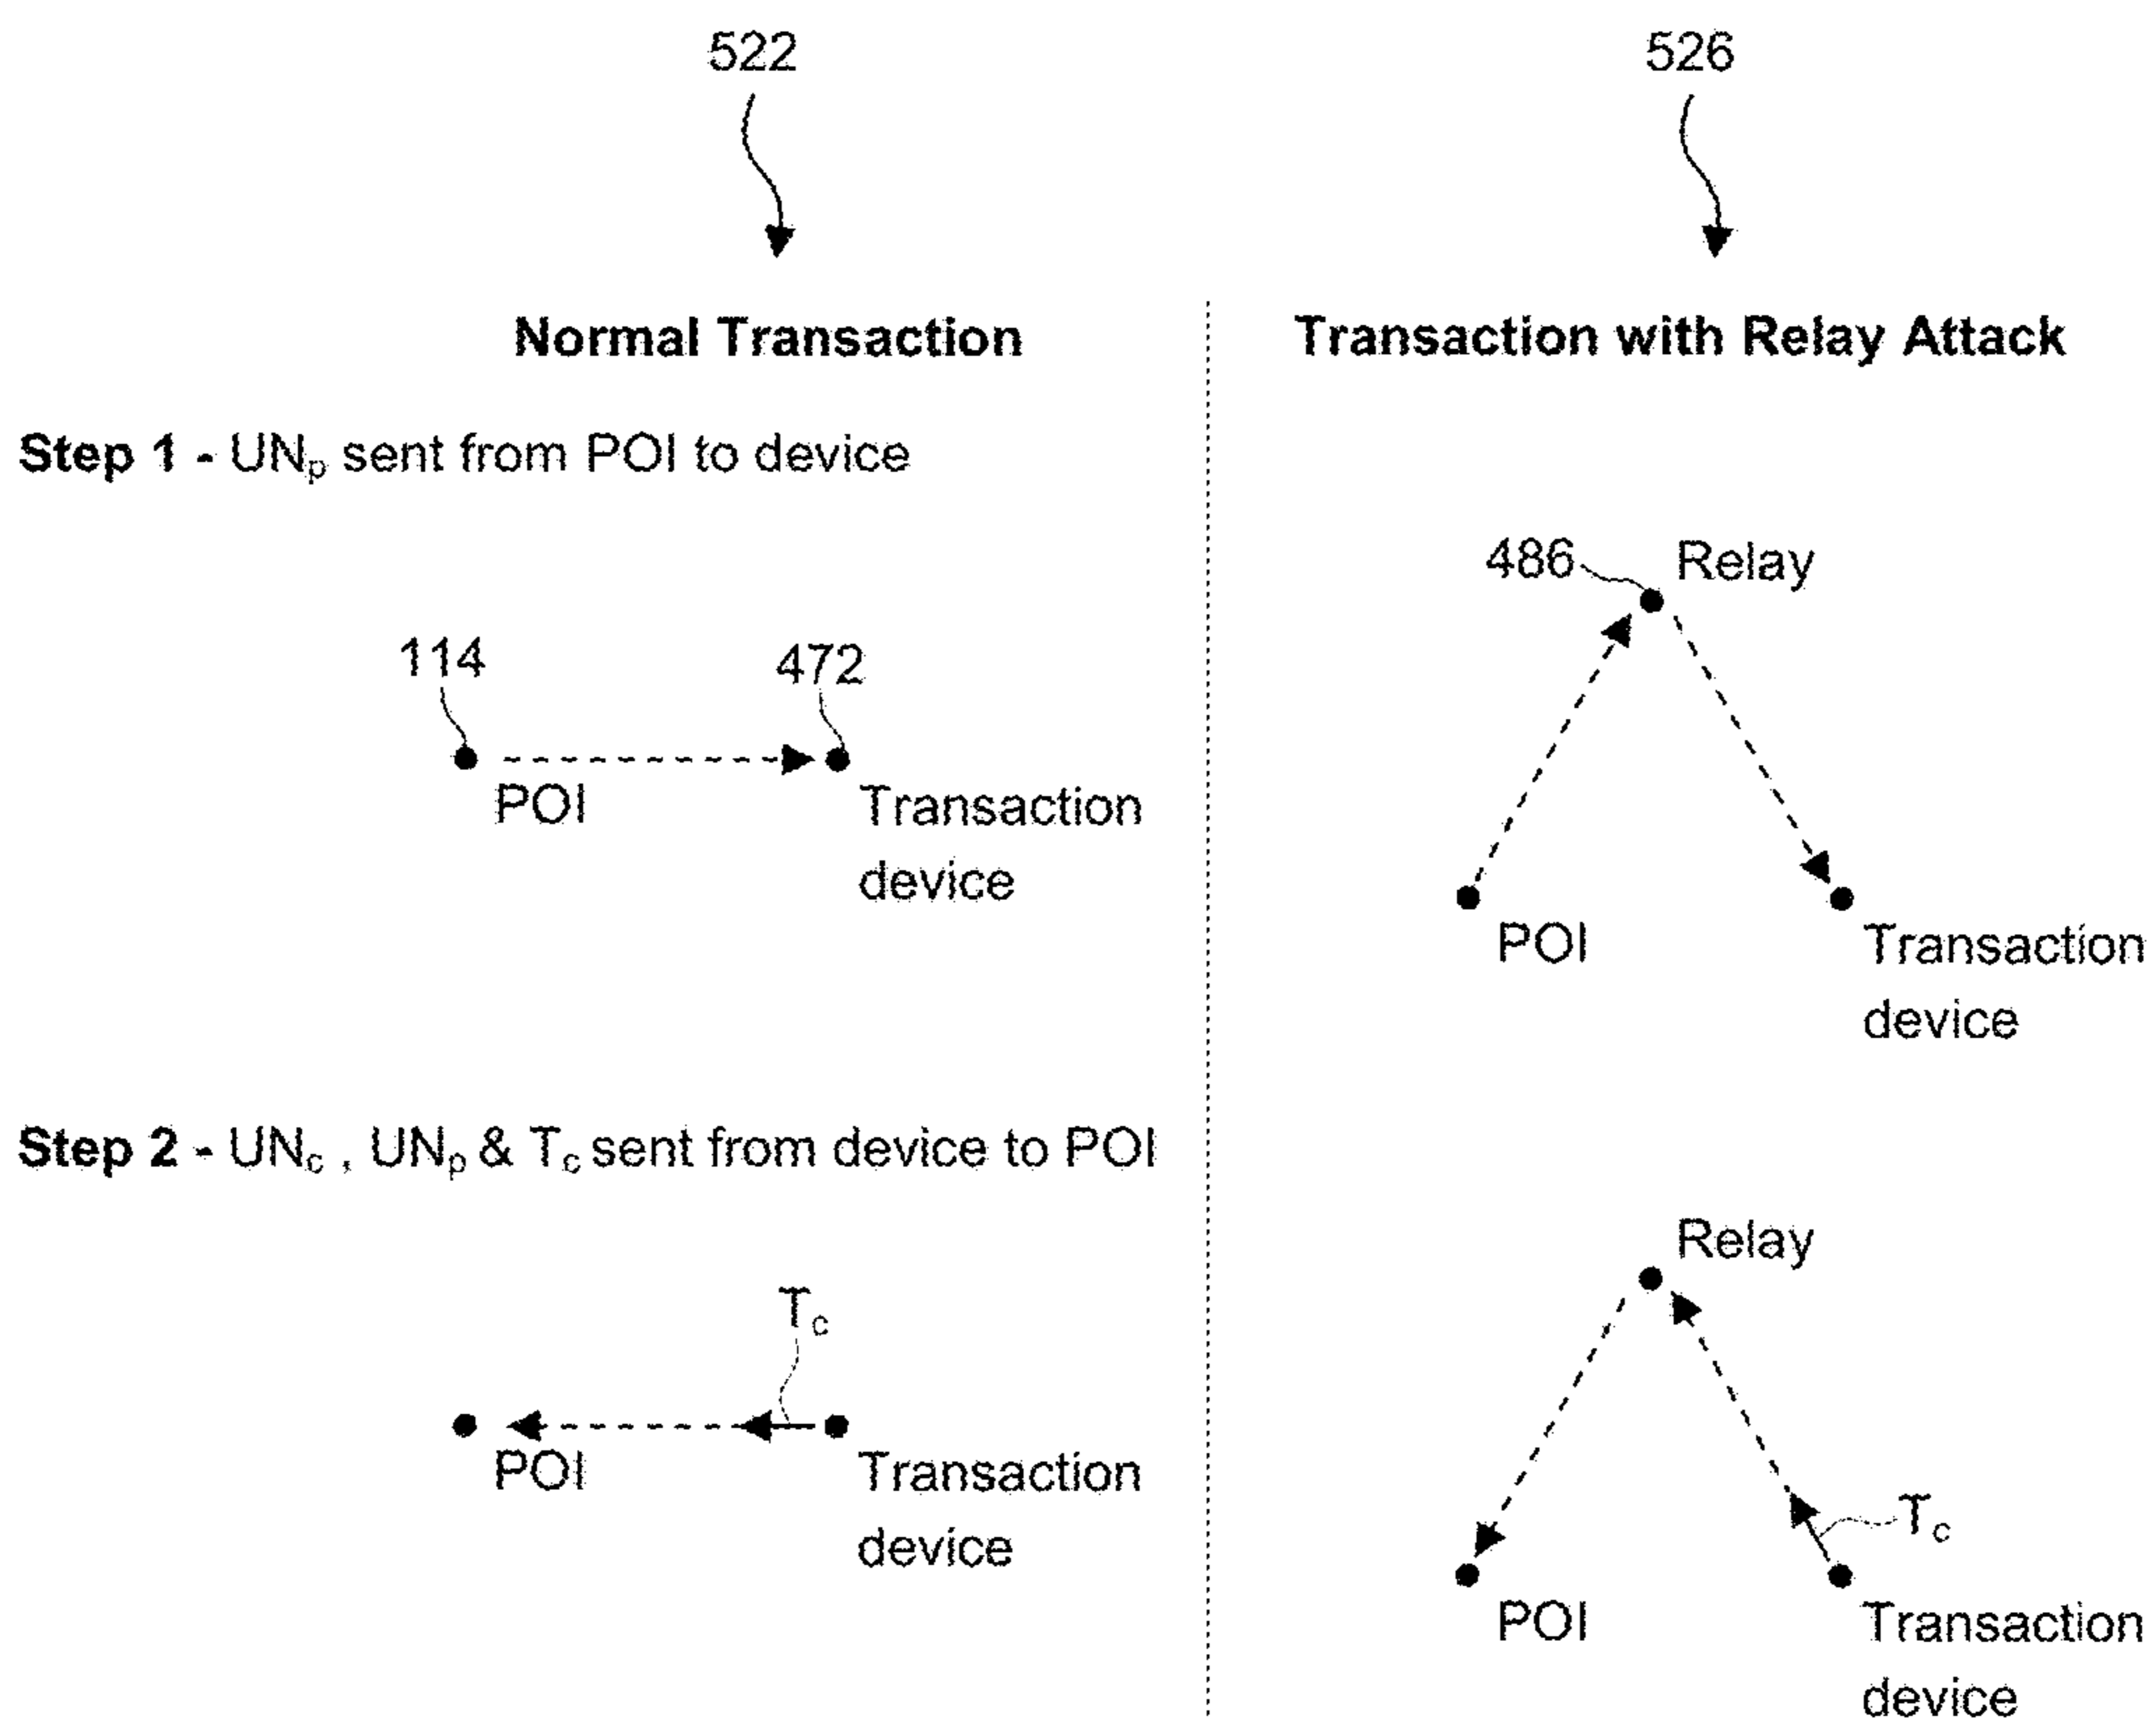 522
526
Normal Transaction
Transaction with Relay Attack
Step 1 - UNp sent from POI to device
486
Relay
114
472
POI
Transaction
device
POI
Transaction
device
Step 2 - UNc , UNp & Tc sent from device to POI
Relay
Tc
POI
Transaction
device
Tc
POI
Transaction
device